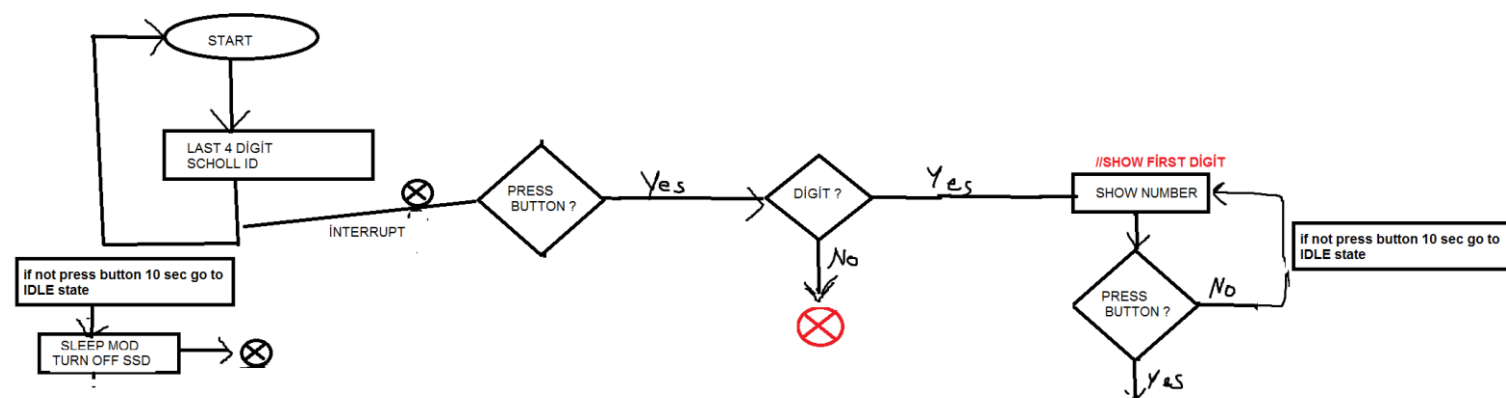 START
LAST 4 DİGİT
SCHOLL ID
İNTERRUPT
if not press button 10 sec go to
IDLE state
SLEEP MOD
TURN OFF SSD
PRESS
BUTTON ?
Yes
DİGİT ?
Yes
No
//SHOW FİRST DİGİT
SHOW NUMBER
PRESS
BUTTON ?
No
Yes
if not press button 10 sec go to
IDLE state